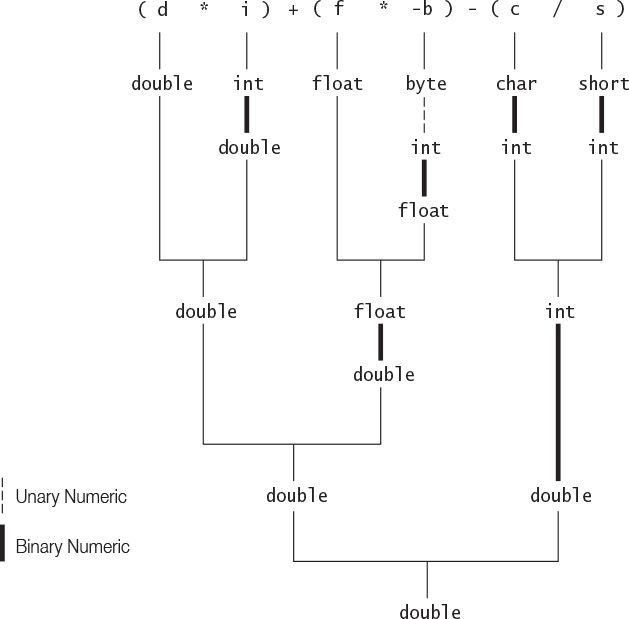 ( d * i ) + ( f * -b ) - ( c / s )
double int float byte char short
double int int int
float
double float int
double
Unary Numeric double double
Binary Numeric
double